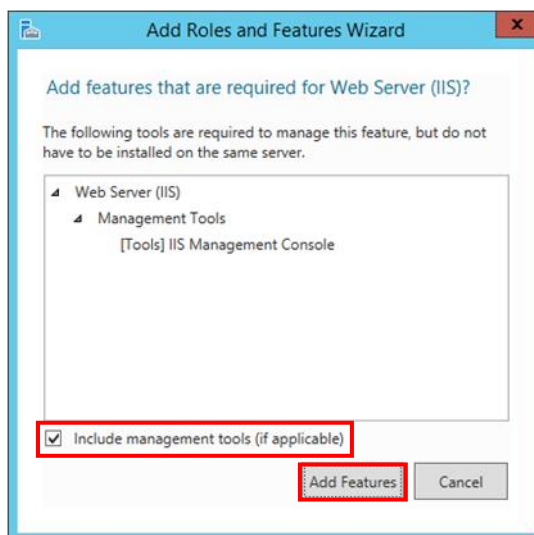 Add Roles and Features Wizard
x
Add features that are required for Web Server (IIS)?
The following tools are required to manage this feature, but do not
have to be installed on the same server.
Web Server (IIS)
Management Tools
[Tools] IIS Management Console
Include management tools (if applicable)
Add Features
Cancel